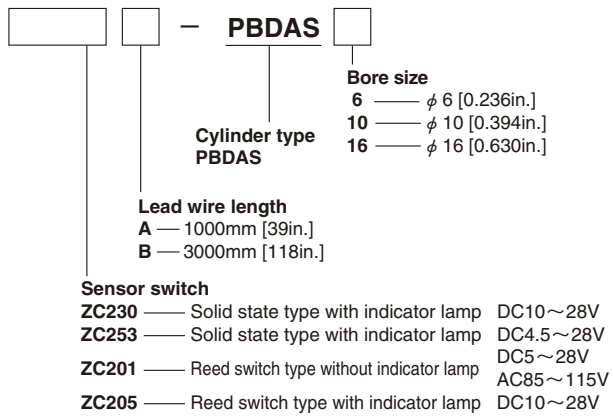 – PBDAS
Bore size
6 —— φ 6 [0.236in.]
10 —— φ 10 [0.394in.]
16 —— φ 16 [0.630in.]
Cylinder type
PBDAS
Lead wire length
A — 1000mm [39in.]
B — 3000mm [118in.]
Sensor switch
ZC230 —— Solid state type with indicator lamp DC10～28V
ZC253 —— Solid state type with indicator lamp DC4.5～28V
ZC201 —— Reed switch type without indicator lamp DC5～28V
AC85～115V
ZC205 —— Reed switch type with indicator lamp DC10～28V